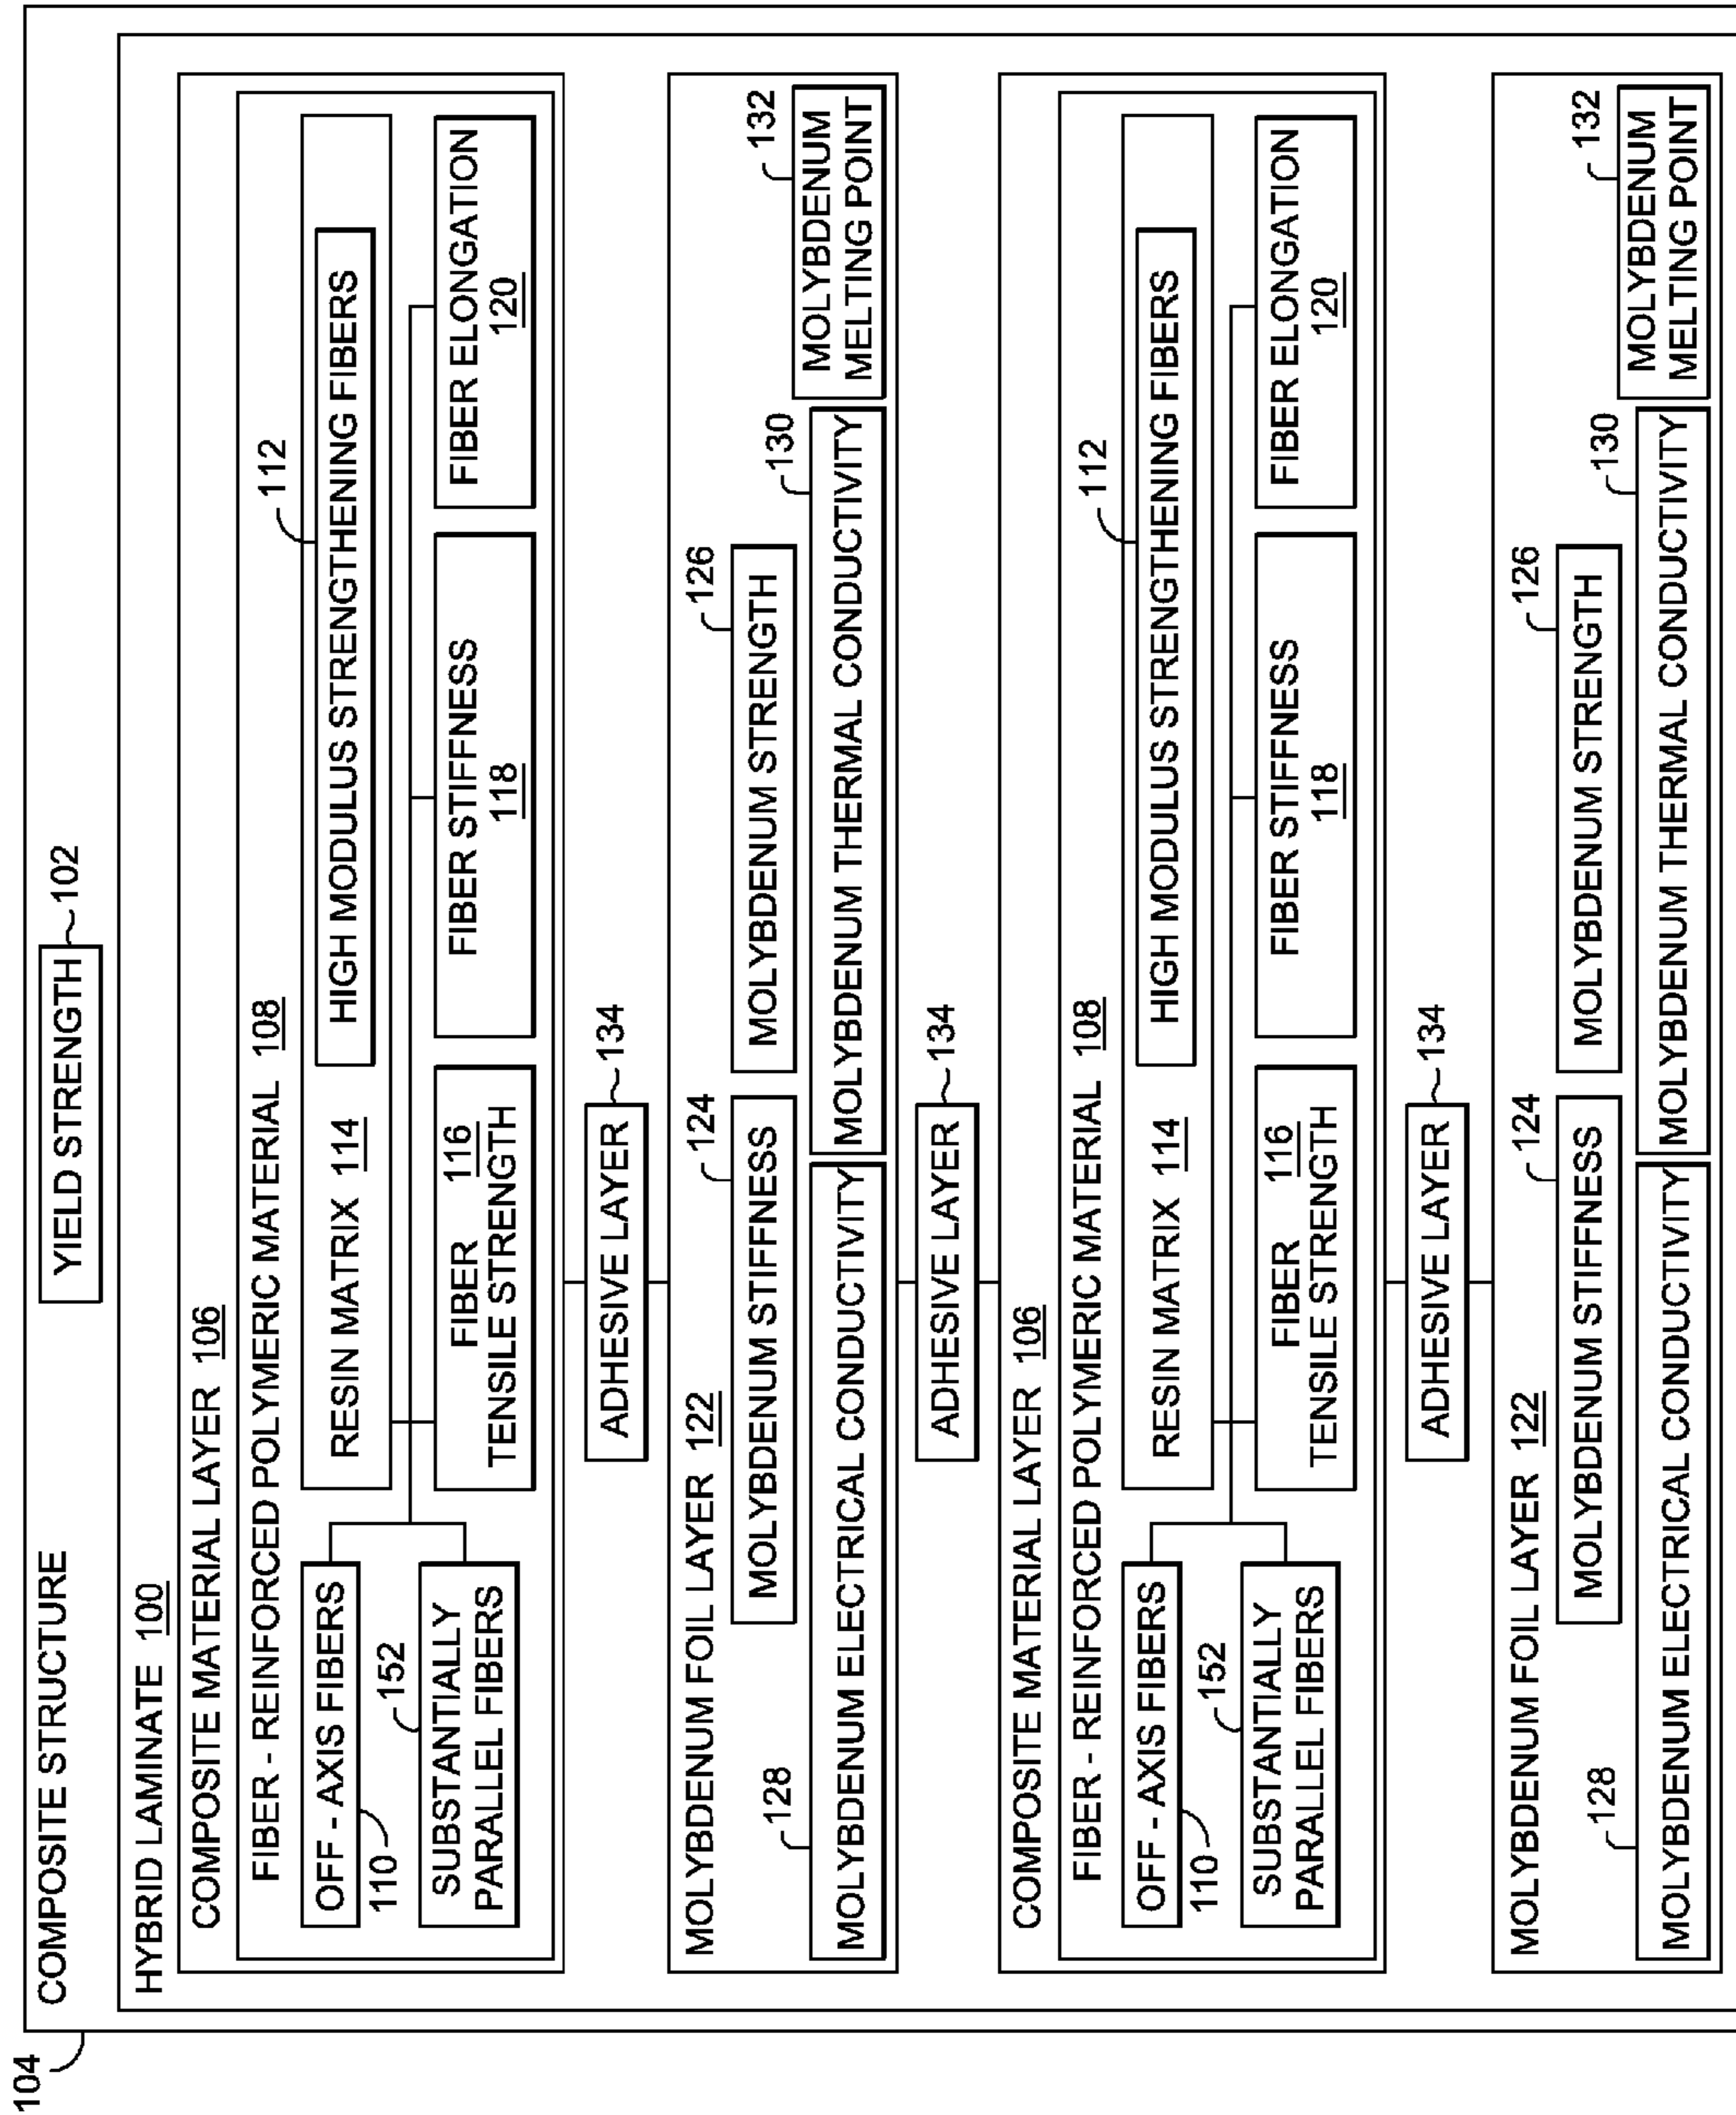 104
COMPOSITE STRUCTURE
YIELD STRENGTH
102
HYBRID LAMINATE 100
COMPOSITE MATERIAL LAYER 106
FIBER - REINFORCED POLYMERIC MATERIAL 108
112
OFF - AXIS FIBERS
RESIN MATRIX 114
HIGH MODULUS STRENGTHENING FIBERS
110
152
SUBSTANTIALLY
PARALLEL FIBERS
FIBER 116
TENSILE STRENGTH
FIBER STIFFNESS
118
FIBER ELONGATION
120
ADHESIVE LAYER
134
MOLYBDENUM FOIL LAYER 122
124
126
132
MOLYBDENUM STIFFNESS
MOLYBDENUM STRENGTH
128
130
MOLYBDENUM
MELTING POINT
MOLYBDENUM ELECTRICAL CONDUCTIVITY
MOLYBDENUM THERMAL CONDUCTIVITY
ADHESIVE LAYER
134
COMPOSITE MATERIAL LAYER 106
FIBER - REINFORCED POLYMERIC MATERIAL 108
112
OFF - AXIS FIBERS
RESIN MATRIX 114
HIGH MODULUS STRENGTHENING FIBERS
110
152
SUBSTANTIALLY
PARALLEL FIBERS
FIBER 116
TENSILE STRENGTH
FIBER STIFFNESS
118
FIBER ELONGATION
120
ADHESIVE LAYER
134
MOLYBDENUM FOIL LAYER 122
124
126
132
MOLYBDENUM STIFFNESS
MOLYBDENUM STRENGTH
128
130
MOLYBDENUM
MELTING POINT
MOLYBDENUM ELECTRICAL CONDUCTIVITY
MOLYBDENUM THERMAL CONDUCTIVITY